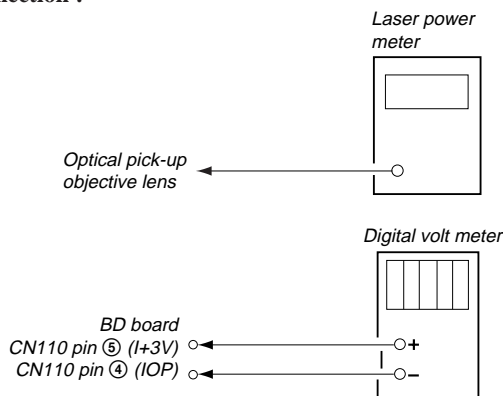 Laser power
meter
Optical pick-up
objective lens
Digital volt meter
BD board
CN110 pin ⑤ (I+3V)
+
CN110 pin ④ (IOP)
–